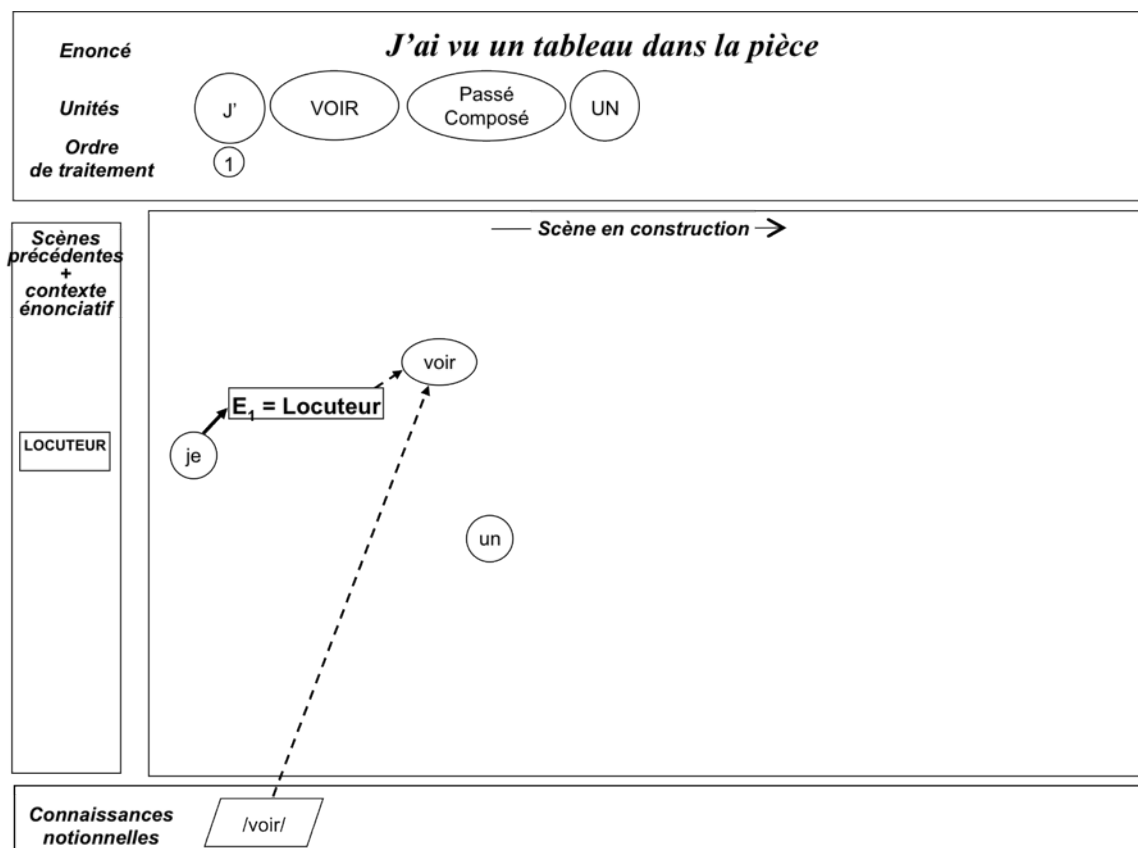 Enoncé
J'ai vu un tableau dans la pièce
Unités
J'
VOIR
Passé
Composé
UN
Ordre
de traitement
1
Scènes
précédentes
+
contexte
énonciatif
Scène en construction
voir
E1 = Locuteur
LOCUTEUR
je
un
Connaissances
notionnelles
/voir/